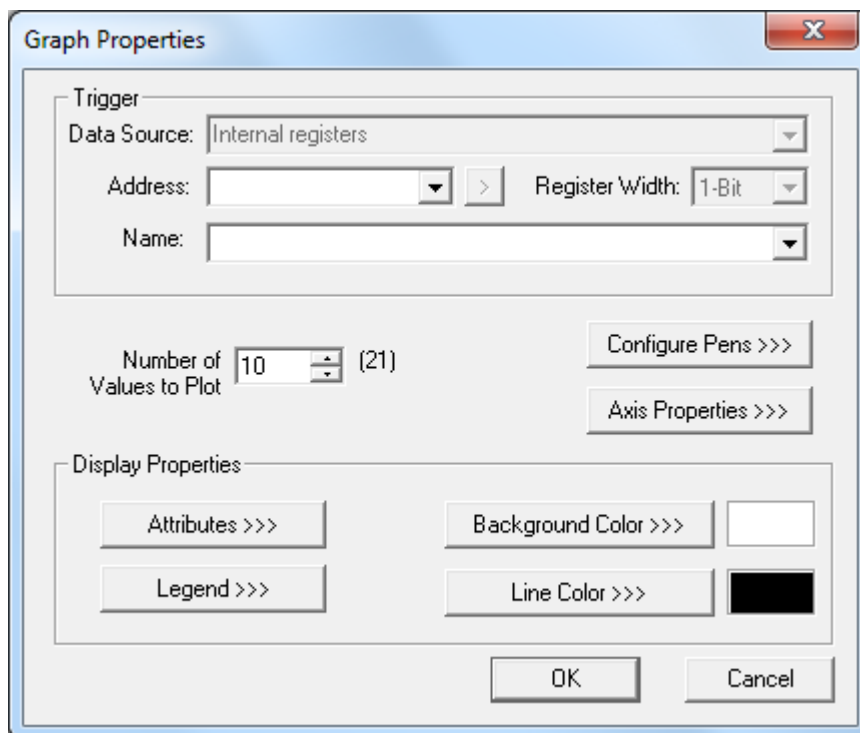 Graph Properties
Trigger
Data Source: Internal registers
Address: > Register Width: 1-Bit
Name:
Number of
Values to Plot 10 (21)
Configure Pens >>>
Axis Properties >>>
Display Properties
Attributes >>> Background Color >>>
Legend >>> Line Color >>>
OK Cancel